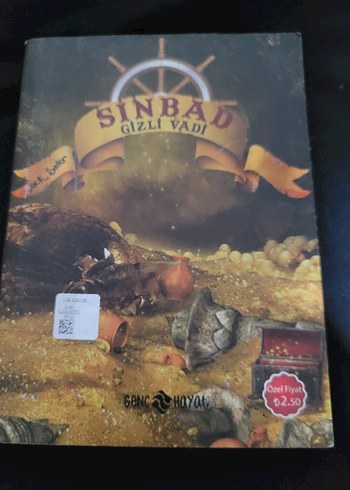 SİNBAD
GİZLİ VADİ
GENÇ HAYAT
Özel Fiyat
₺2.50